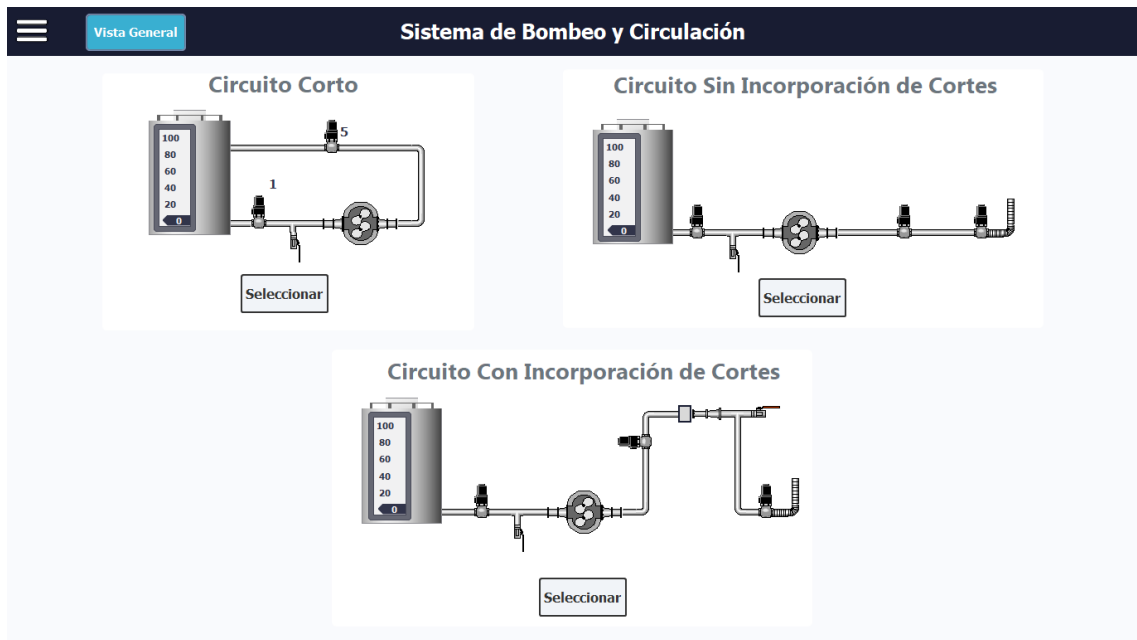 Vista General
Sistema de Bombeo y Circulación
Circuito Corto
100
80
60
40
20
0
5
1
Seleccionar
Circuito Sin Incorporación de Cortes
100
80
60
40
20
0
Seleccionar
Circuito Con Incorporación de Cortes
100
80
60
40
20
0
Seleccionar